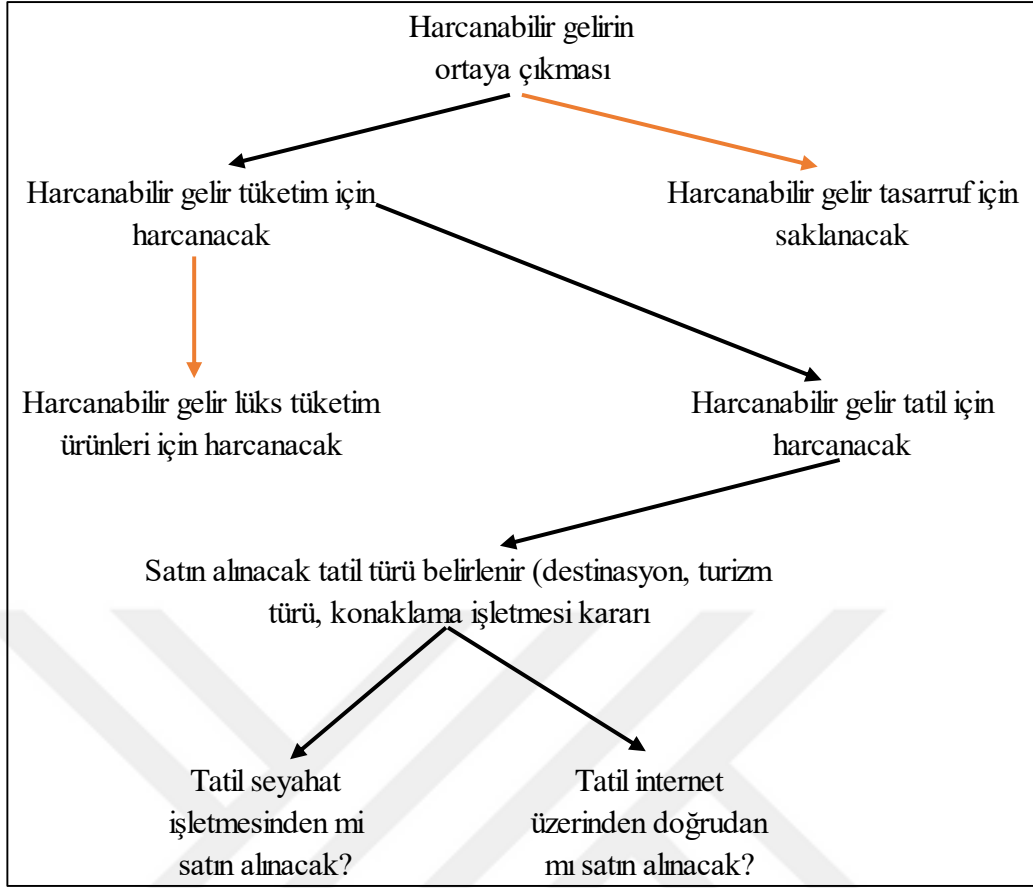 Harcanabilir gelirin
ortaya çıkması
Harcanabilir gelir tüketim için
harcanacak
Harcanabilir gelir tasarruf için
saklanacak
Harcanabilir gelir lüks tüketim
ürünleri için harcanacak
Harcanabilir gelir tatil için
harcanacak
Satın alınacak tatil türü belirlenir (destinasyon, turizm
türü, konaklama işletmesi kararı
Tatil seyahat
işletmesinden mi
satın alınacak?
Tatil internet
üzerinden doğrudan
mı satın alınacak?